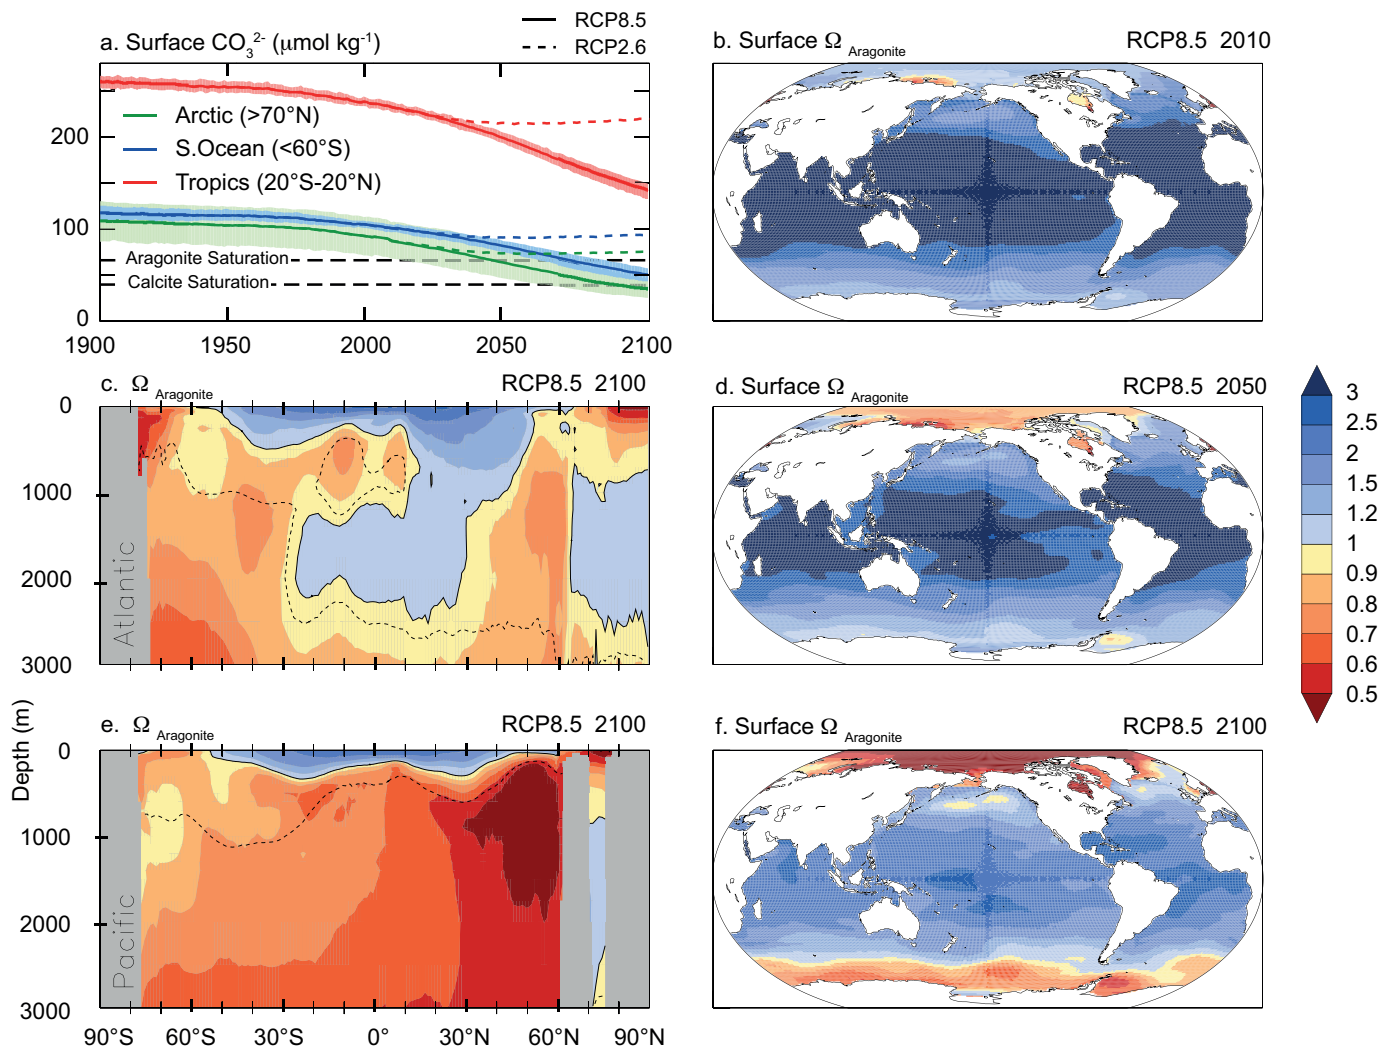 RCP8.5
RCP2.6
a. Surface CO₃²⁻ (μmol kg⁻¹)
200
100
0
Arctic (>70°N)
S.Ocean (<60°S)
Tropics (20°S-20°N)
Aragonite Saturation
Calcite Saturation
1900 1950 2000 2050 2100
b. Surface Ω Aragonite RCP8.5 2010
c. Ω Aragonite RCP8.5 2100
0
1000
2000
3000
Atlantic
d. Surface Ω Aragonite RCP8.5 2050
3
2.5
2
1.5
1.2
1
0.9
0.8
0.7
0.6
0.5
e. Ω Aragonite RCP8.5 2100
Depth (m)
0
1000
2000
3000
Pacific
90°S 60°S 30°S 0° 30°N 60°N 90°N
f. Surface Ω Aragonite RCP8.5 2100